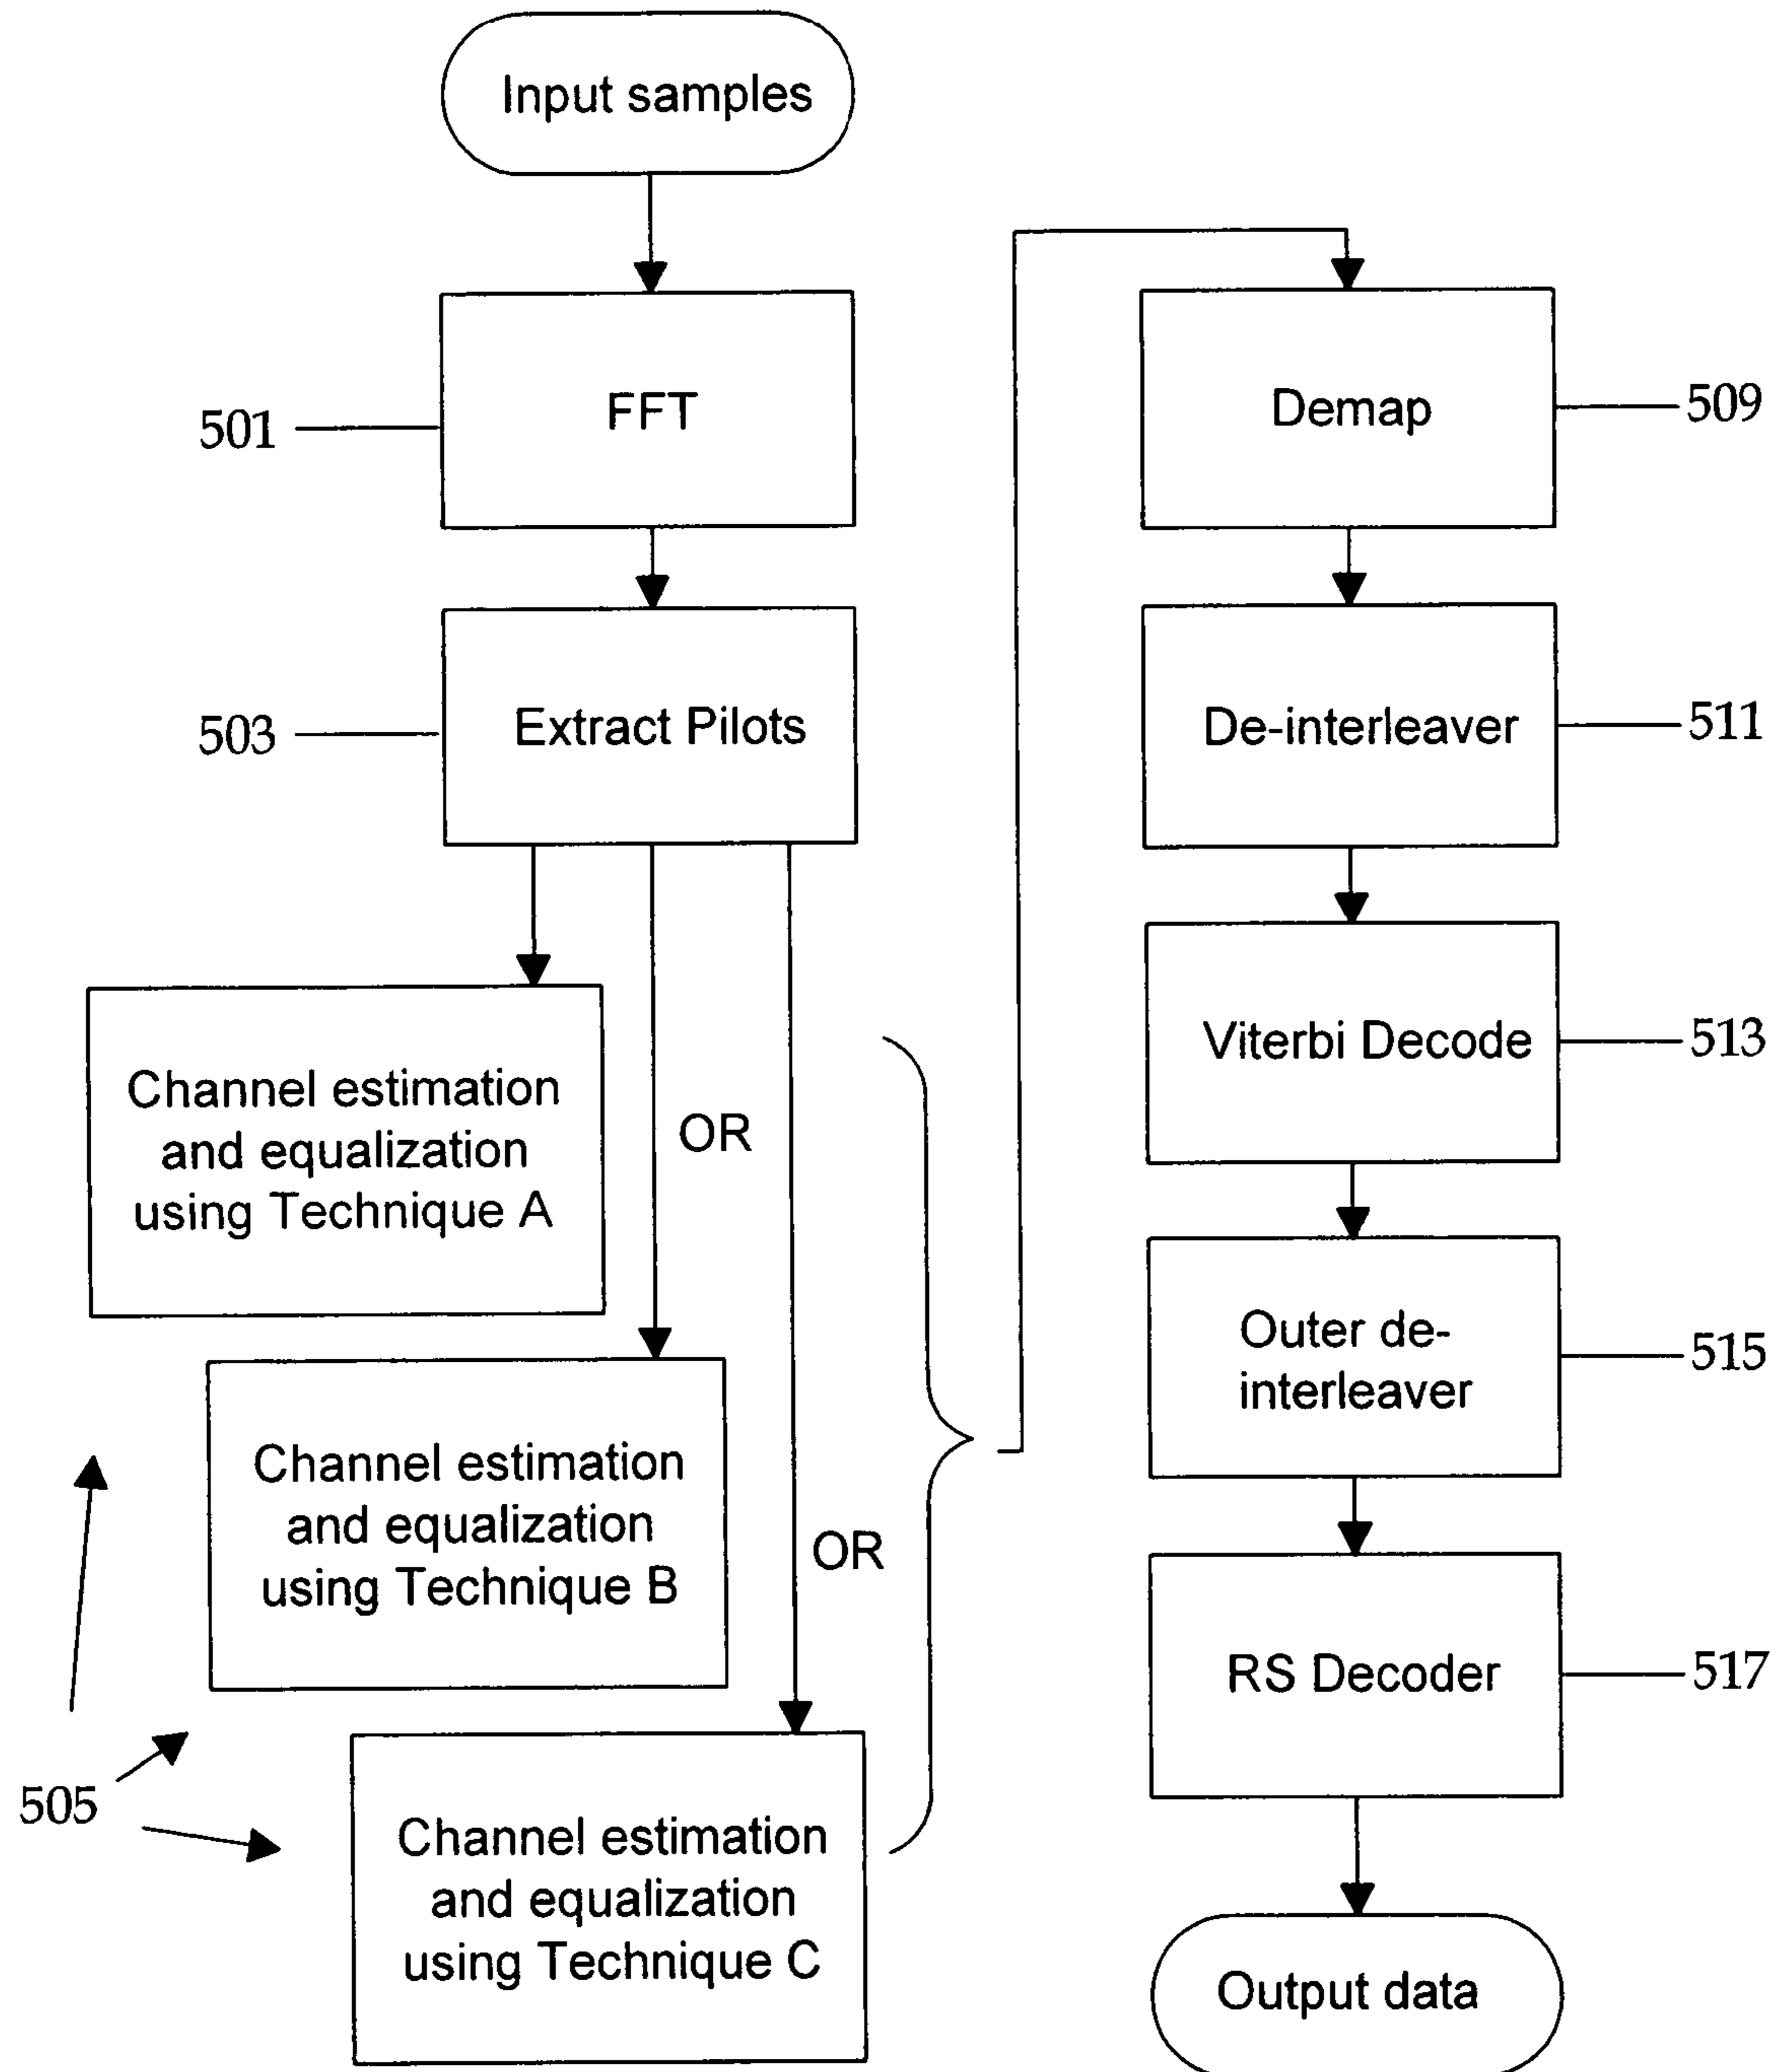 Input samples
FFT
501
Extract Pilots
503
Channel estimation
and equalization
using Technique A
OR
Channel estimation
and equalization
using Technique B
OR
Channel estimation
and equalization
using Technique C
505
Demap
509
De-interleaver
511
Viterbi Decode
513
Outer de-
interleaver
515
RS Decoder
517
Output data